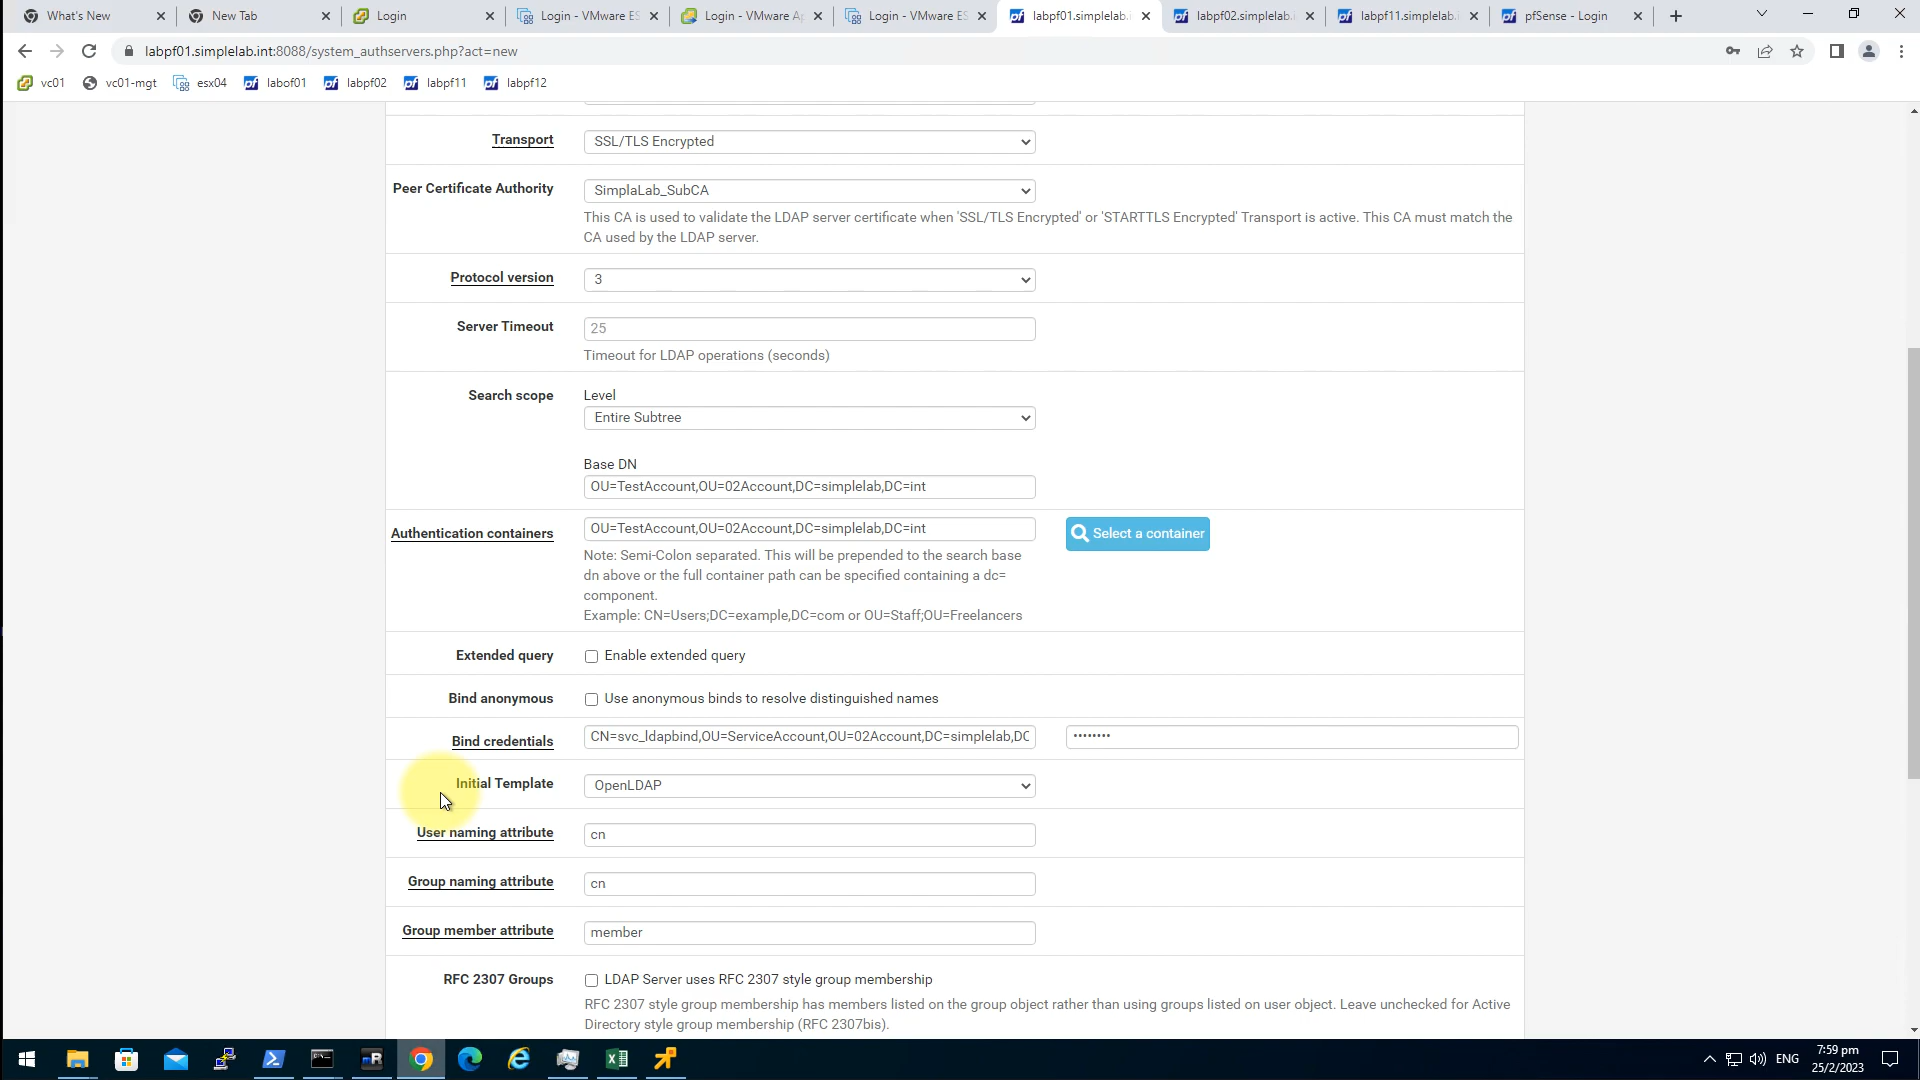 What's New
New Tab
Login
Login - VMware ES
Login - VMware Ap
Login - VMware ES
labpf01.simplelab.i
labpf02.simplelab.
labpf11.simplelab.i
pfSense - Login
labpf01.simplelab.int:8088/system_authservers.php?act=new
vc01
vc01-mgt
esx04
labof01
labpf02
labpf11
labpf12
Transport
SSL/TLS Encrypted
Peer Certificate Authority
SimplaLab_SubCA
This CA is used to validate the LDAP server certificate when 'SSL/TLS Encrypted' or 'STARTTLS Encrypted' Transport is active. This CA must match the
CA used by the LDAP server.
Protocol version
3
Server Timeout
25
Timeout for LDAP operations (seconds)
Search scope
Level
Entire Subtree
Base DN
OU=TestAccount,OU=02Account,DC=simplelab,DC=int
Authentication containers
OU=TestAccount,OU=02Account,DC=simplelab,DC=int
Select a container
Note: Semi-Colon separated. This will be prepended to the search base
dn above or the full container path can be specified containing a dc=
component.
Example: CN=Users;DC=example,DC=com or OU=Staff;OU=Freelancers
Extended query
Enable extended query
Bind anonymous
Use anonymous binds to resolve distinguished names
Bind credentials
CN=svc_ldapbind,OU=ServiceAccount,OU=02Account,DC=simplelab,DC
••••••••
Initial Template
OpenLDAP
User naming attribute
cn
Group naming attribute
cn
Group member attribute
member
RFC 2307 Groups
LDAP Server uses RFC 2307 style group membership
RFC 2307 style group membership has members listed on the group object rather than using groups listed on user object. Leave unchecked for Active
Directory style group membership (RFC 2307bis).
ENG
7:59 pm
25/2/2023